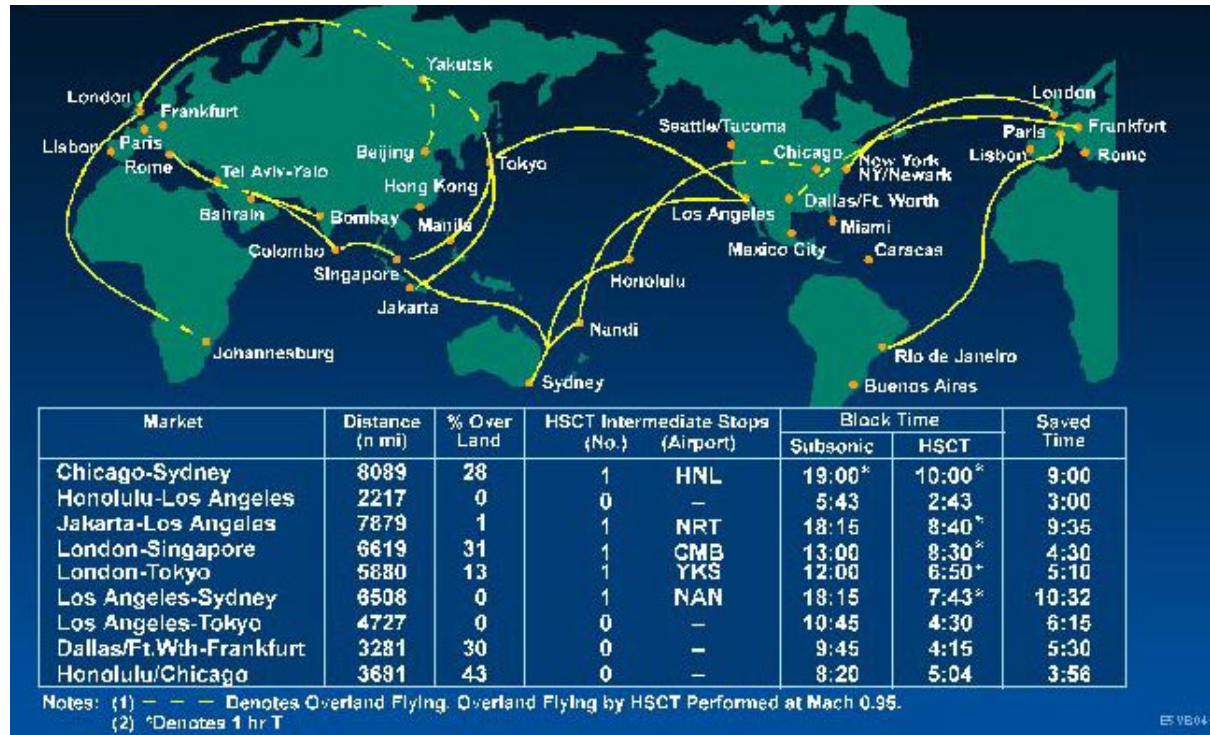 Yakutsk
London
Frankfurt
London
Lisbon
Paris
Seattle/Tacoma
Paris
Frankfort
Rome
Beijing
Tokyo
Chicago
New York
Lisbon
Rome
Tel Aviv-Yalo
NY/Newark
Hong Kong
Bahrain
Bombay
Los Angeles
Dallas/Ft. Worth
Manila
Miami
Colombo
Mexico City
Carscas
Singapore
Honolulu
Jakarta
Nandi
Johannesburg
Rio de Janeiro
Sydney
Buenos Aires
Market Distance % Over HSCT Intermediate Stops Block Time Saved
(n mi) Land (No.) (Airport) Subsonic HSCT Time
Chicago-Sydney 8089 28 1 HNL 19:00* 10:00* 9:00
Honolulu-Los Angeles 2217 0 0 – 5:43 2:43 3:00
Jakarta-Los Angeles 7879 1 1 NRT 18:15 8:40* 9:35
London-Singapore 6619 31 1 CMB 13:00 8:30* 4:30
London-Tokyo 5880 13 1 YKS 12:00 6:50* 5:10
Los Angeles-Sydney 6508 0 1 NAN 18:15 7:43* 10:32
Los Angeles-Tokyo 4727 0 0 – 10:45 4:30 6:15
Dallas/Ft.Wth-Frankfurt 3281 30 0 – 9:45 4:15 5:30
Honolulu/Chicago 3681 43 0 – 8:20 5:04 3:56
Notes: (1) — — — Denotes Overland Flying. Overland Flying by HSCT Performed at Mach 0.95.
(2) *Denotes 1 hr T